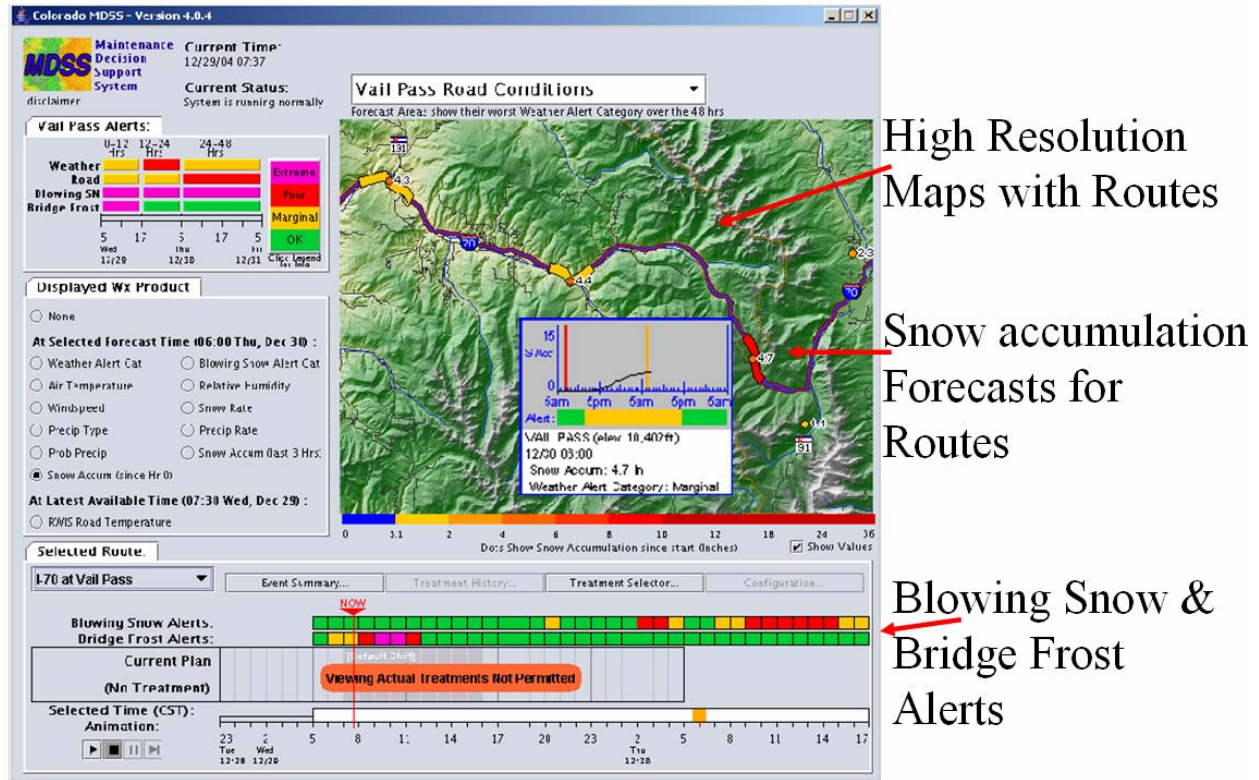 Colorado MDSS - Version 4.0.4
MDSS
Maintenance
Decision
Support
System
disclaimer
Current Time:
12/29/04 07:37
Current Status:
System is running normally
Vail Pass Road Conditions
Forecast Areas show their worst Weather Alert Category over the 48 hrs
Vail Pass Alerts:
0-12 Hrs 12-24 Hrs 24-48 Hrs
Weather
Road
Blowing SN
Bridge Frost
Extreme
Poor
Marginal
OK
Click Legend for Info
5 17 5 17 5
Wed Thu Fri
12/29 12/30 12/31
Displayed Wx Product
None
At Selected Forecast Time (06:00 Thu, Dec 30) :
Weather Alert Cat Blowing Snow Alert Cat
Air Temperature Relative Humidity
Windspeed Snow Rate
Precip Type Precip Rate
Prob Precip Snow Accum (last 3 Hrs)
Snow Accum (since Hr 0)
At Latest Available Time (07:30 Wed, Dec 29) :
RWIS Road Temperature
131
4.3
70
4.4
2.3
70
4.7
1.4
91
15
0
5am 5pm 5am 5pm 5am
Alert:
VAIL PASS (elev 10,402ft)
12/30 06:00
Snow Accum: 4.7 in
Weather Alert Category: Marginal
0 0.1 2 4 6 8 10 12 18 24 36
Dots Show Snow Accumulation since start (inches)
Show Values
High Resolution
Maps with Routes
Snow accumulation
Forecasts for
Routes
Selected Route:
I-70 at Vail Pass
Event Summary...
Treatment History...
Treatment Selector...
Configuration...
NOW
Blowing Snow Alerts:
Bridge Frost Alerts:
Current Plan
(No Treatment)
[Default Shift]
Viewing Actual Treatments Not Permitted
Selected Time (CST):
Animation:
23 2 5 8 11 14 17 20 23 2 5 8 11 14 17
Tue Wed Thu
12/28 12/29 12/30
Blowing Snow &
Bridge Frost
Alerts